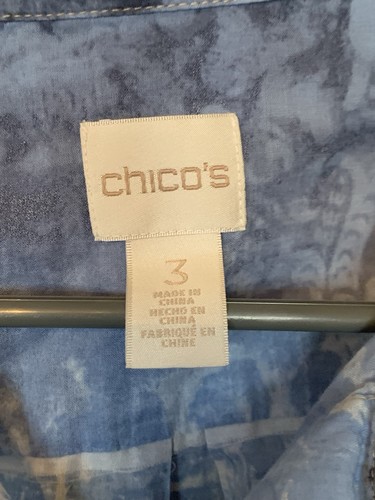 chico's
3
MADE IN
CHINA
HECHO EN
CHINA
FABRIQUÉ EN
CHINE